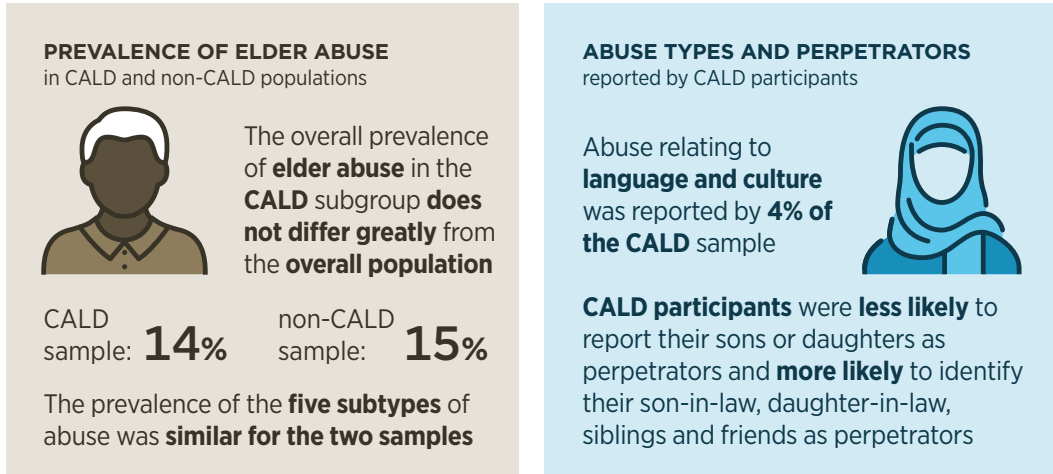 PREVALENCE OF ELDER ABUSE
in CALD and non-CALD populations
The overall prevalence
of elder abuse in the
CALD subgroup does
not differ greatly from
the overall population
CALD
sample: 14%
non-CALD
sample: 15%
The prevalence of the five subtypes of
abuse was similar for the two samples
ABUSE TYPES AND PERPETRATORS
reported by CALD participants
Abuse relating to
language and culture
was reported by 4% of
the CALD sample
CALD participants were less likely to
report their sons or daughters as
perpetrators and more likely to identify
their son-in-law, daughter-in-law,
siblings and friends as perpetrators